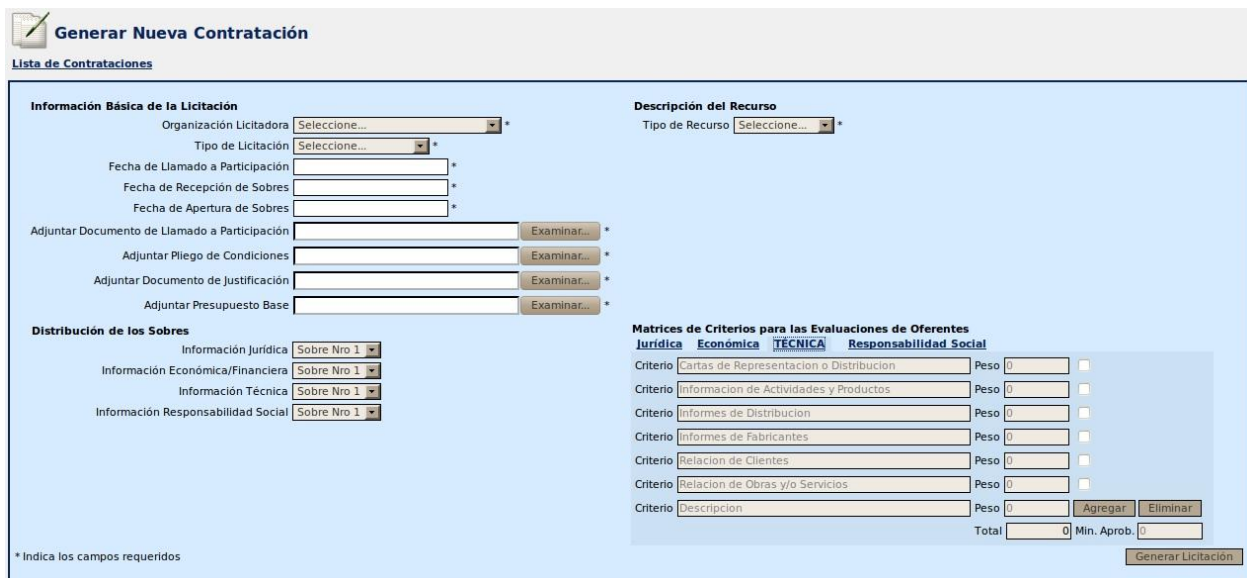 Generar Nueva Contratación
Lista de Contrataciones
Información Básica de la Licitación
Organización Licitadora Seleccione... *
Tipo de Licitación Seleccione... *
Fecha de Llamado a Participación *
Fecha de Recepción de Sobres *
Fecha de Apertura de Sobres *
Adjuntar Documento de Llamado a Participación Examinar... *
Adjuntar Pliego de Condiciones Examinar... *
Adjuntar Documento de Justificación Examinar... *
Adjuntar Presupuesto Base Examinar... *
Descripción del Recurso
Tipo de Recurso Seleccione... *
Distribución de los Sobres
Información Jurídica Sobre Nro 1
Información Económica/Financiera Sobre Nro 1
Información Técnica Sobre Nro 1
Información Responsabilidad Social Sobre Nro 1
Matrices de Criterios para las Evaluaciones de Oferentes
Jurídica Económica TÉCNICA Responsabilidad Social
Criterio Cartas de Representacion o Distribucion Peso 0
Criterio Informacion de Actividades y Productos Peso 0
Criterio Informes de Distribucion Peso 0
Criterio Informes de Fabricantes Peso 0
Criterio Relacion de Clientes Peso 0
Criterio Relacion de Obras y/o Servicios Peso 0
Criterio Descripcion Peso 0 Agregar Eliminar
Total 0 Min. Aprob. 0
* Indica los campos requeridos
Generar Licitación